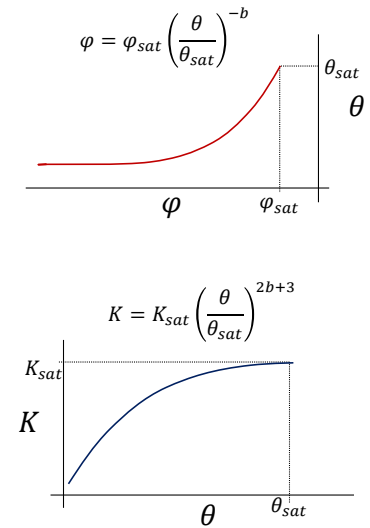 φ = φ_sat (θ/θ_sat)^−b
θ_sat
θ
φ
φ_sat
K = K_sat (θ/θ_sat)^2b+3
K_sat
K
θ_sat
θ